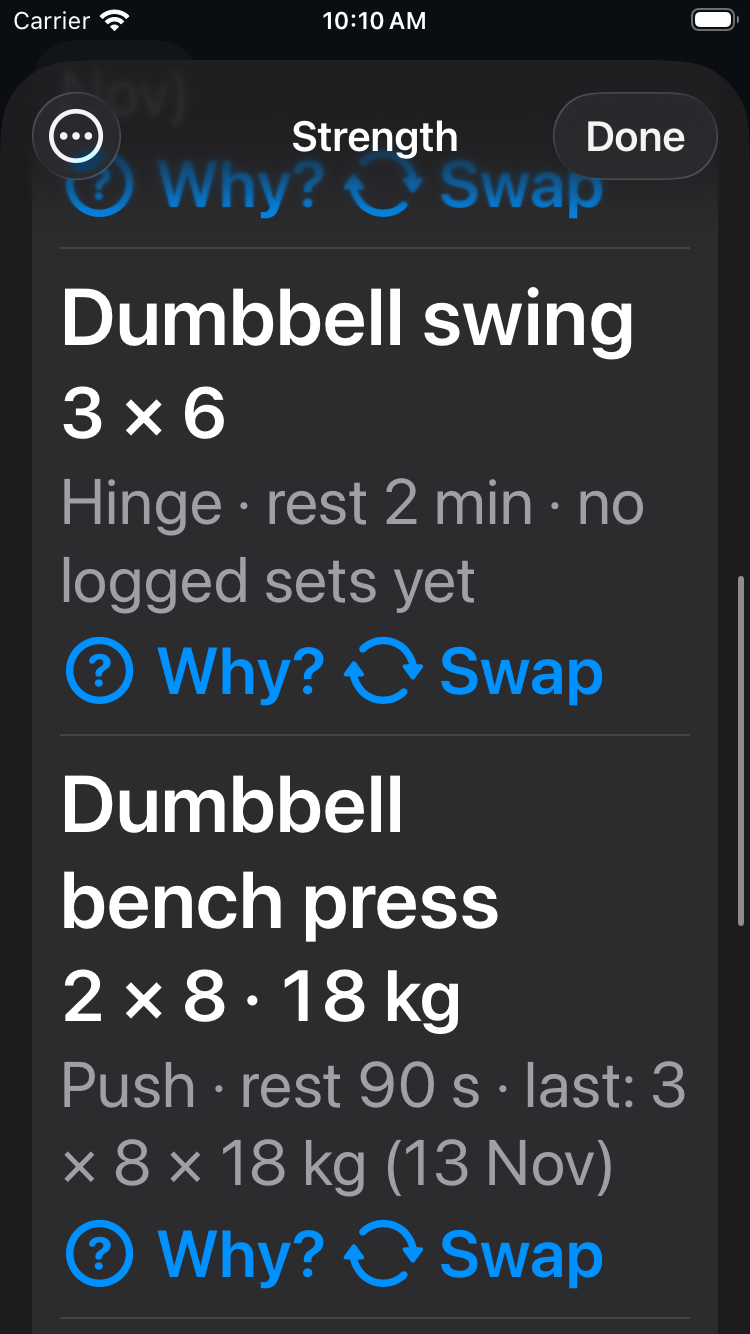 Carrier 10:10 AM
Nov)
Strength
Done
Why? Swap
Dumbbell swing
3 × 6
Hinge · rest 2 min · no
logged sets yet
Why? Swap
Dumbbell
bench press
2 × 8 · 18 kg
Push · rest 90 s · last: 3
× 8 × 18 kg (13 Nov)
Why? Swap